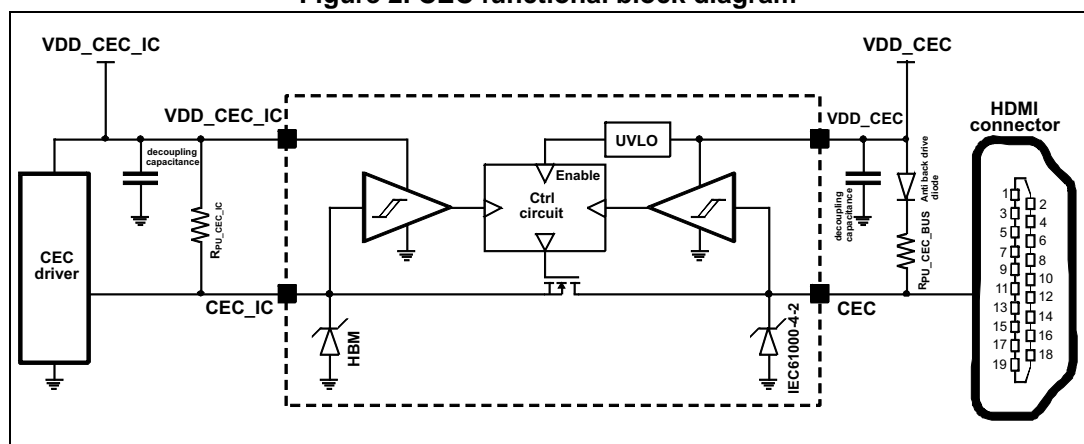 Figure 2. CEC functional block diagram
VDD_CEC_IC
VDD_CEC
VDD_CEC_IC
VDD_CEC
HDMI
connector
decoupling
capacitance
UVLO
Enable
Ctrl
circuit
decoupling
capacitance
Anti back drive
diode
RPU_CEC_IC
RPU_CEC_BUS
CEC
driver
CEC_IC
CEC
HBM
IEC61000-4-2
1
2
3
4
5
6
7
8
9
10
11
12
13
14
15
16
17
18
19